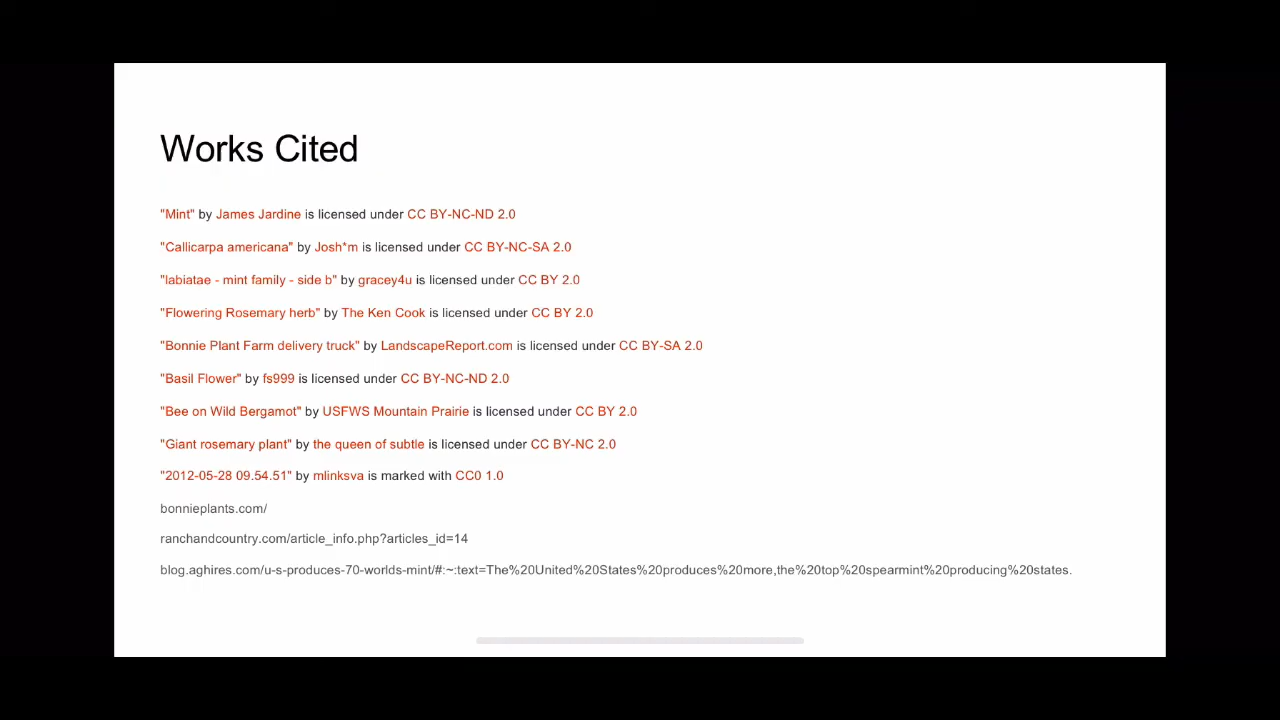 Works Cited
"Mint" by James Jardine is licensed under CC BY-NC-ND 2.0
"Callicarpa americana" by Josh*m is licensed under CC BY-NC-SA 2.0
"labiatae - mint family - side b" by gracey4u is licensed under CC BY 2.0
"Flowering Rosemary herb" by The Ken Cook is licensed under CC BY 2.0
"Bonnie Plant Farm delivery truck" by LandscapeReport.com is licensed under CC BY-SA 2.0
"Basil Flower" by fs999 is licensed under CC BY-NC-ND 2.0
"Bee on Wild Bergamot" by USFWS Mountain Prairie is licensed under CC BY 2.0
"Giant rosemary plant" by the queen of subtle is licensed under CC BY-NC 2.0
"2012-05-28 09.54.51" by mlinksva is marked with CC0 1.0
bonnieplants.com/
ranchandcountry.com/article_info.php?articles_id=14
blog.aghires.com/u-s-produces-70-worlds-mint/#:~:text=The%20United%20States%20produces%20more,the%20top%20spearmint%20producing%20states.